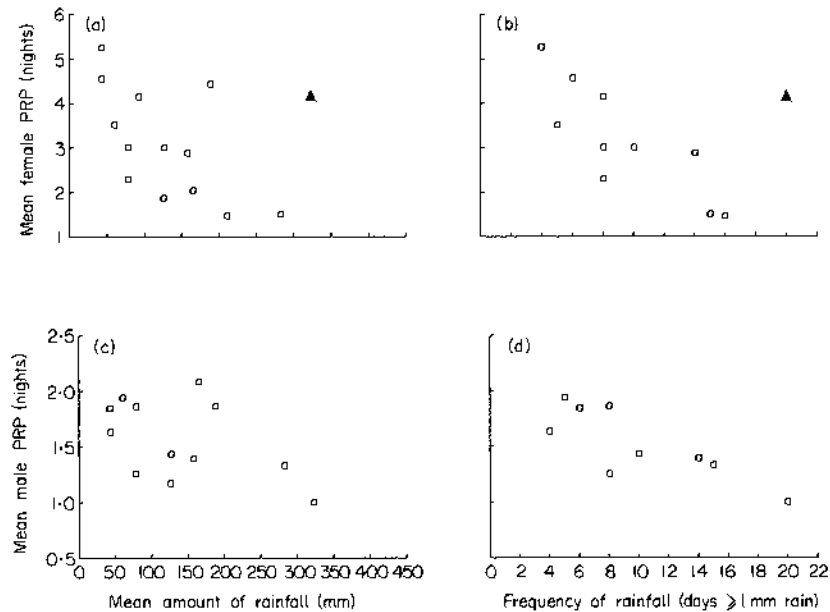 (a)
6
5
4
3
2
1
Mean female PRP (nights)
(b)
(c)
2·5
2·0
1·5
1·0
0·5
Mean male PRP (nights)
0 50 100 150 200 250 300 350 400 450
Mean amount of rainfall (mm)
(d)
0 2 4 6 8 10 12 14 16 18 20 22
Frequency of rainfall (days ⩾ 1 mm rain)